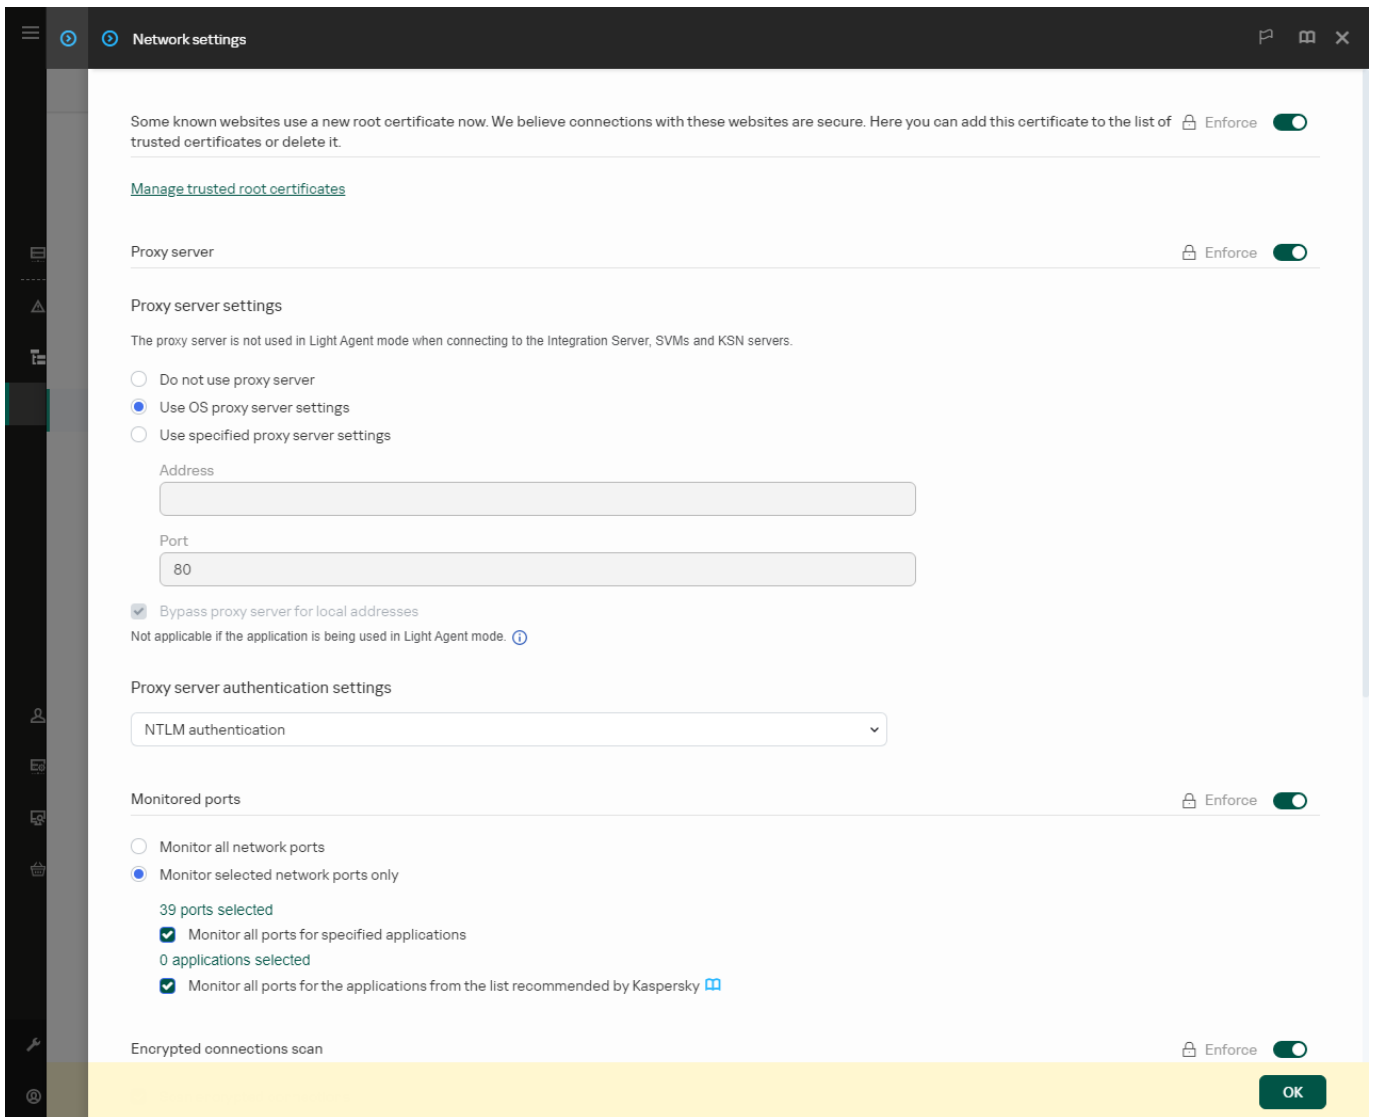 Network settings
Some known websites use a new root certificate now. We believe connections with these websites are secure. Here you can add this certificate to the list of
trusted certificates or delete it.
Enforce
Manage trusted root certificates
Proxy server
Enforce
Proxy server settings
The proxy server is not used in Light Agent mode when connecting to the Integration Server, SVMs and KSN servers.
Do not use proxy server
Use OS proxy server settings
Use specified proxy server settings
Address
Port
80
Bypass proxy server for local addresses
Not applicable if the application is being used in Light Agent mode.
Proxy server authentication settings
NTLM authentication
Monitored ports
Enforce
Monitor all network ports
Monitor selected network ports only
39 ports selected
Monitor all ports for specified applications
0 applications selected
Monitor all ports for the applications from the list recommended by Kaspersky
Encrypted connections scan
Enforce
OK